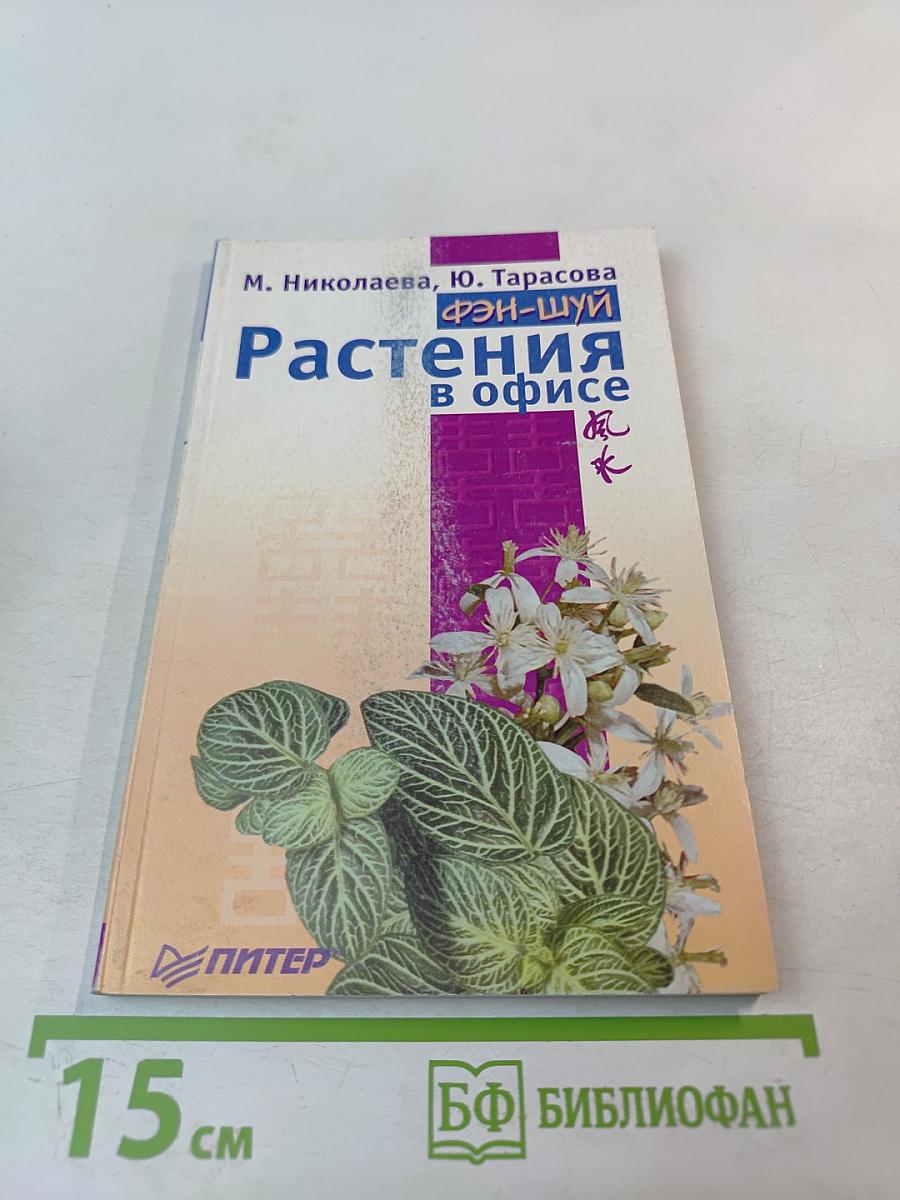 М. Николаева, Ю. Тарасова
ФЭН-ШУЙ
Растения
в офисе
風
水
ПИТЕР
15 см
БФ БИБЛИОФАН